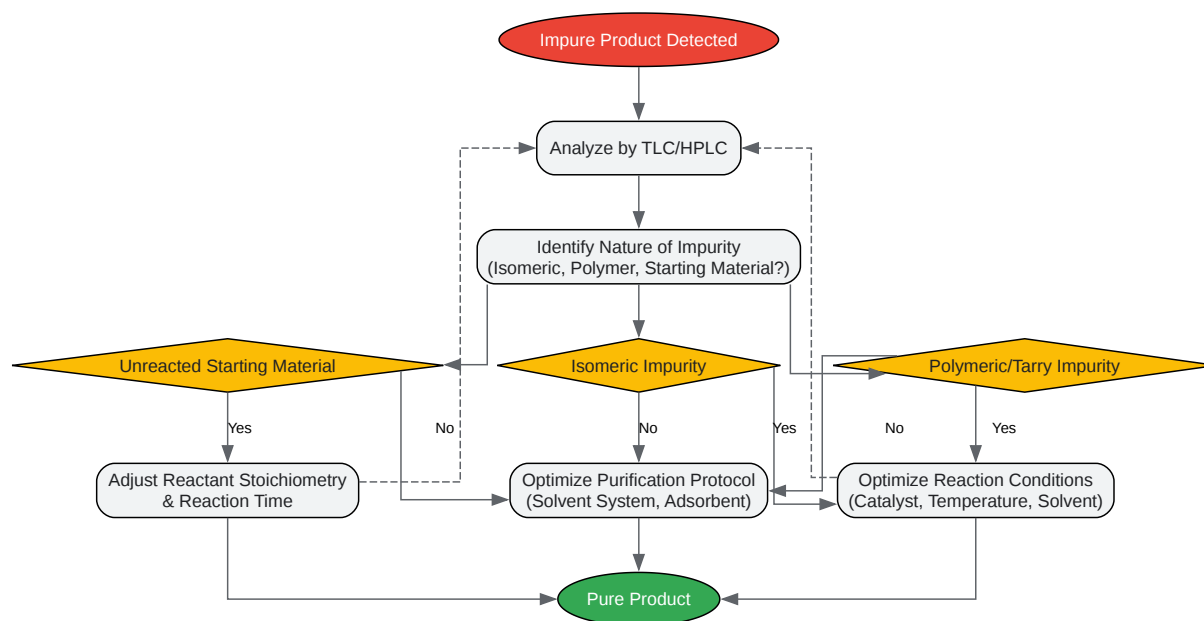 Impure Product Detected
Analyze by TLC/HPLC
Identify Nature of Impurity
(Isomeric, Polymer, Starting Material?)
Unreacted Starting Material
Isomeric Impurity
Polymeric/Tarry Impurity
Yes
No
No
Yes
No
Yes
Adjust Reactant Stoichiometry
& Reaction Time
Optimize Purification Protocol
(Solvent System, Adsorbent)
Optimize Reaction Conditions
(Catalyst, Temperature, Solvent)
Pure Product